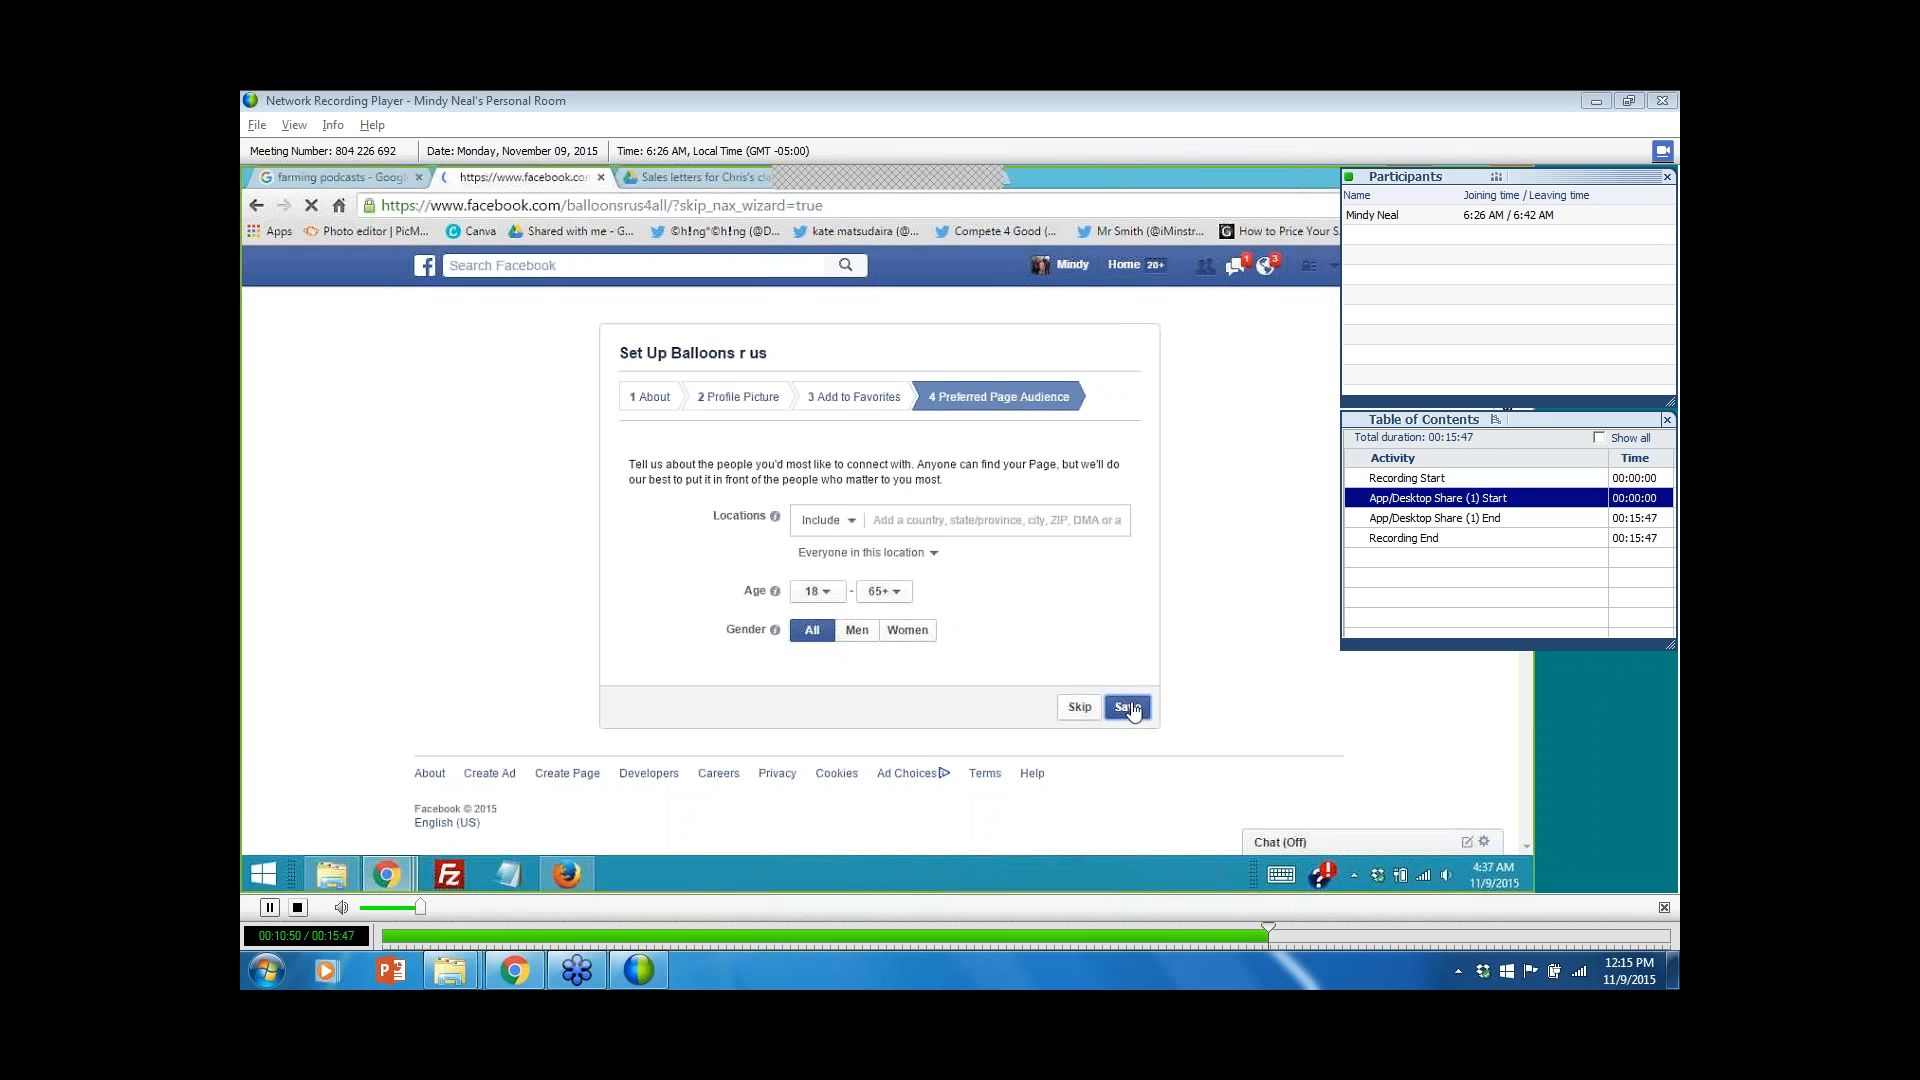 Network Recording Player - Mindy Neal's Personal Room
File View Info Help
Meeting Number: 804 226 692 Date: Monday, November 09, 2015 Time: 6:26 AM, Local Time (GMT -05:00)
farming podcasts - Googl https://www.facebook.co Sales letters for Chris's cl
https://www.facebook.com/balloonsrus4all/?skip_nax_wizard=true
Apps Photo editor | PicM... Canva Shared with me - G... ©h!ng*©h!ng (@D... kate matsudaira (@... Compete 4 Good (... Mr Smith (@iMinstr... How to Price Your S
Search Facebook Mindy Home 20+ 1 3
Set Up Balloons r us
1 About 2 Profile Picture 3 Add to Favorites 4 Preferred Page Audience
Tell us about the people you'd most like to connect with. Anyone can find your Page, but we'll do
our best to put it in front of the people who matter to you most.
Locations Include Add a country, state/province, city, ZIP, DMA or a
Everyone in this location
Age 18 - 65+
Gender All Men Women
Skip Save
About Create Ad Create Page Developers Careers Privacy Cookies Ad Choices Terms Help
Facebook © 2015
English (US)
Chat (Off)
4:37 AM
11/9/2015
Participants
Name Joining time / Leaving time
Mindy Neal 6:26 AM / 6:42 AM
Table of Contents
Total duration: 00:15:47 Show all
Activity Time
Recording Start 00:00:00
App/Desktop Share (1) Start 00:00:00
App/Desktop Share (1) End 00:15:47
Recording End 00:15:47
00:10:50 / 00:15:47
12:15 PM
11/9/2015